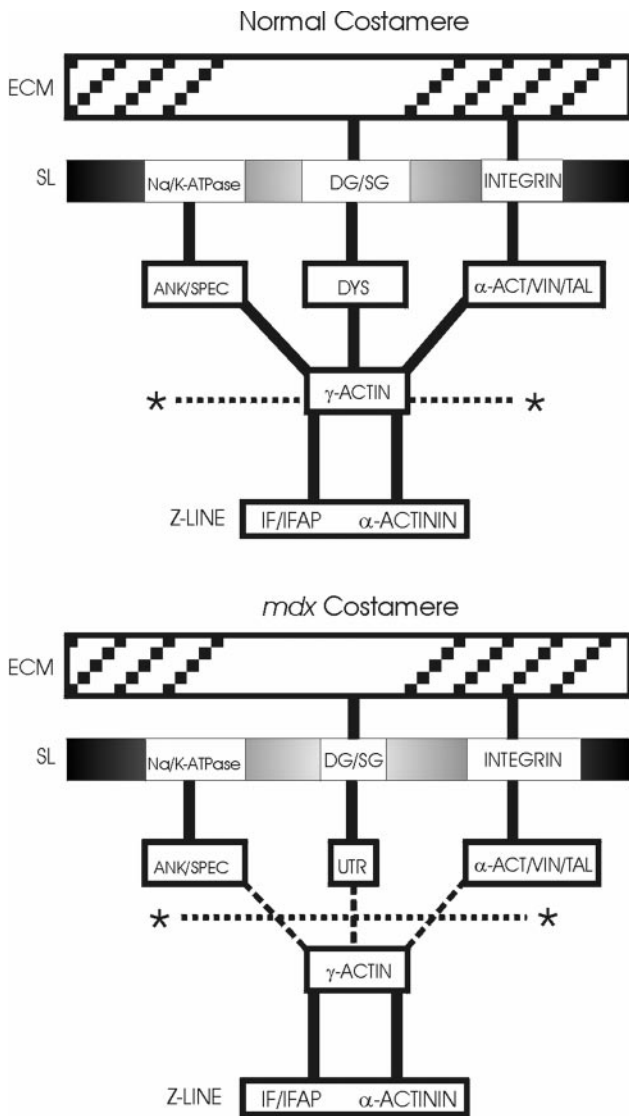 Normal Costamere
ECM
SL Na/K-ATPase DG/SG INTEGRIN
ANK/SPEC DYS α-ACT/VIN/TAL
γ-ACTIN
* *
Z-LINE IF/IFAP α-ACTININ
mdx Costamere
ECM
SL Na/K-ATPase DG/SG INTEGRIN
ANK/SPEC UTR α-ACT/VIN/TAL
* *
γ-ACTIN
Z-LINE IF/IFAP α-ACTININ